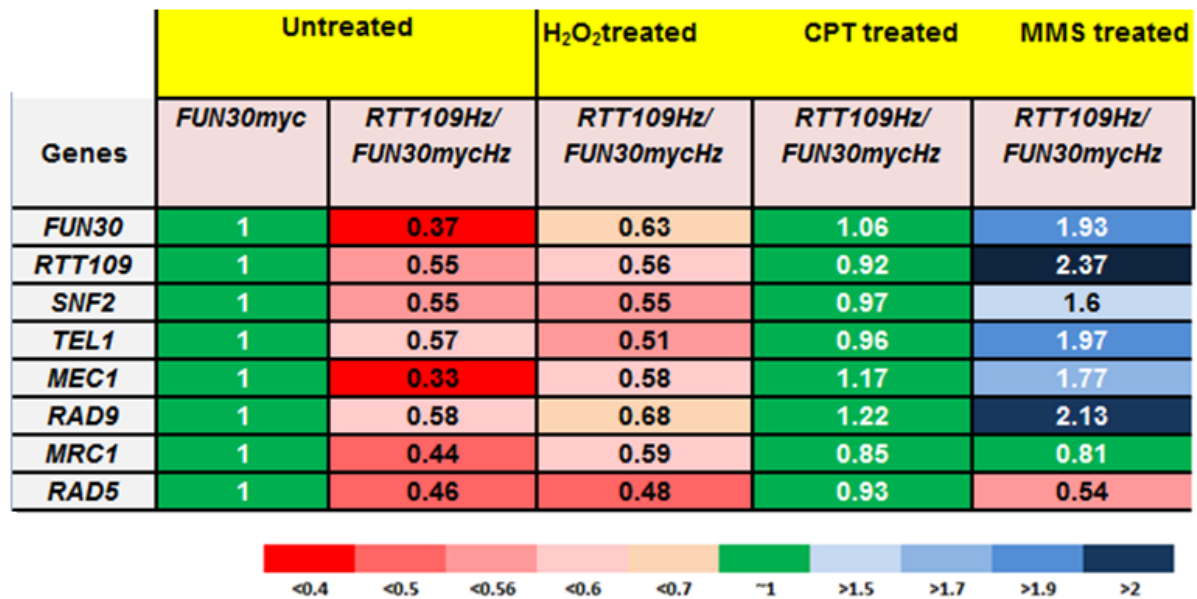 Untreated H₂O₂treated CPT treated MMS treated
Genes FUN30myc RTT109Hz/ FUN30mycHz RTT109Hz/ FUN30mycHz RTT109Hz/ FUN30mycHz RTT109Hz/ FUN30mycHz
FUN30 1 0.37 0.63 1.06 1.93
RTT109 1 0.55 0.56 0.92 2.37
SNF2 1 0.55 0.55 0.97 1.6
TEL1 1 0.57 0.51 0.96 1.97
MEC1 1 0.33 0.58 1.17 1.77
RAD9 1 0.58 0.68 1.22 2.13
MRC1 1 0.44 0.59 0.85 0.81
RAD5 1 0.46 0.48 0.93 0.54
<0.4 <0.5 <0.56 <0.6 <0.7 ~1 >1.5 >1.7 >1.9 >2